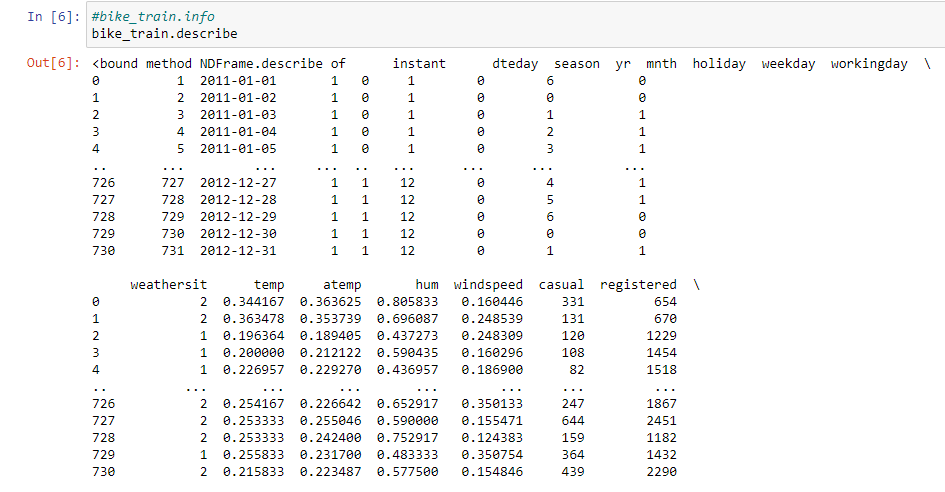 In [6]: #bike_train.info
bike_train.describe
Out[6]: <bound method NDFrame.describe of      instant      dteday  season  yr  mnth  holiday  weekday  workingday  \
0          1  2011-01-01       1   0     1        0        6           0
1          2  2011-01-02       1   0     1        0        0           0
2          3  2011-01-03       1   0     1        0        1           1
3          4  2011-01-04       1   0     1        0        2           1
4          5  2011-01-05       1   0     1        0        3           1
..       ...         ...     ...  ..   ...      ...      ...         ...
726      727  2012-12-27       1   1    12        0        4           1
727      728  2012-12-28       1   1    12        0        5           1
728      729  2012-12-29       1   1    12        0        6           0
729      730  2012-12-30       1   1    12        0        0           0
730      731  2012-12-31       1   1    12        0        1           1
weathersit      temp     atemp       hum  windspeed  casual  registered  \
0             2  0.344167  0.363625  0.805833   0.160446     331         654
1             2  0.363478  0.353739  0.696087   0.248539     131         670
2             1  0.196364  0.189405  0.437273   0.248309     120        1229
3             1  0.200000  0.212122  0.590435   0.160296     108        1454
4             1  0.226957  0.229270  0.436957   0.186900      82        1518
..          ...       ...       ...       ...        ...     ...         ...
726           2  0.254167  0.226642  0.652917   0.350133     247        1867
727           2  0.253333  0.255046  0.590000   0.155471     644        2451
728           2  0.253333  0.242400  0.752917   0.124383     159        1182
729           1  0.255833  0.231700  0.483333   0.350754     364        1432
730           2  0.215833  0.223487  0.577500   0.154846     439        2290